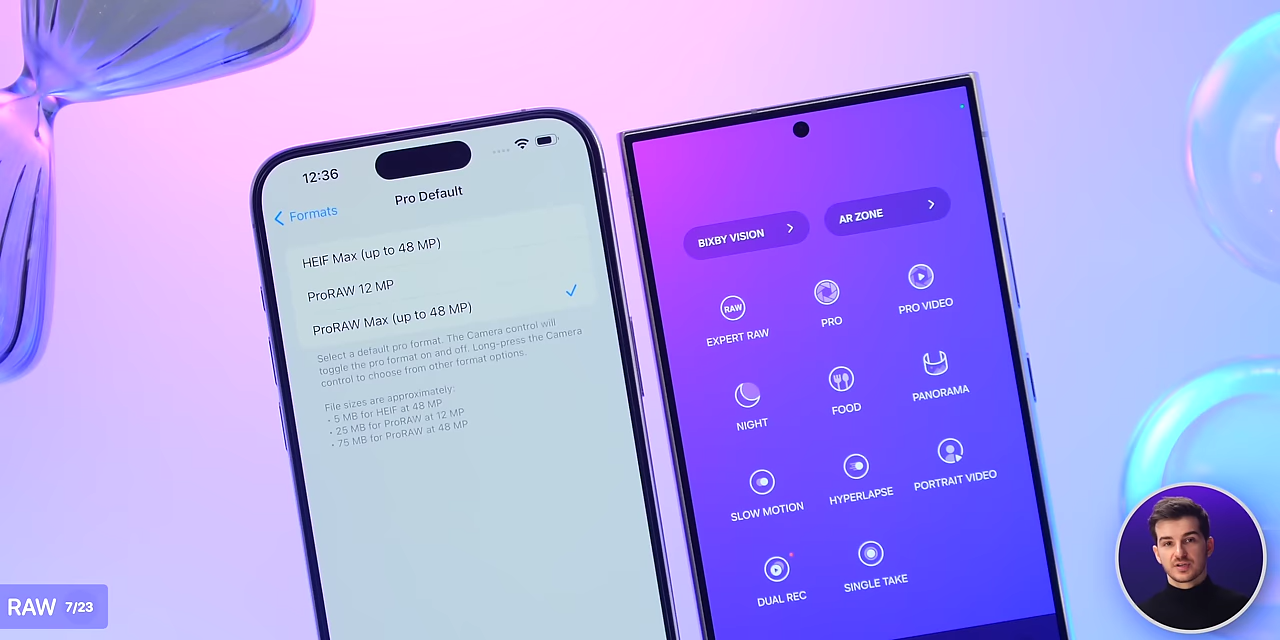 12:36
Formats
Pro Default
HEIF Max (up to 48 MP)
ProRAW 12 MP
ProRAW Max (up to 48 MP)
Select a default pro format. The Camera control will
toggle the pro format on and off. Long-press the Camera
control to choose from other format options.
File sizes are approximately:
• 5 MB for HEIF at 48 MP
• 25 MB for ProRAW at 12 MP
• 75 MB for ProRAW at 48 MP
BIXBY VISION
AR ZONE
RAW
EXPERT RAW
PRO
PRO VIDEO
NIGHT
FOOD
PANORAMA
SLOW MOTION
HYPERLAPSE
PORTRAIT VIDEO
DUAL REC
SINGLE TAKE
RAW 7/23